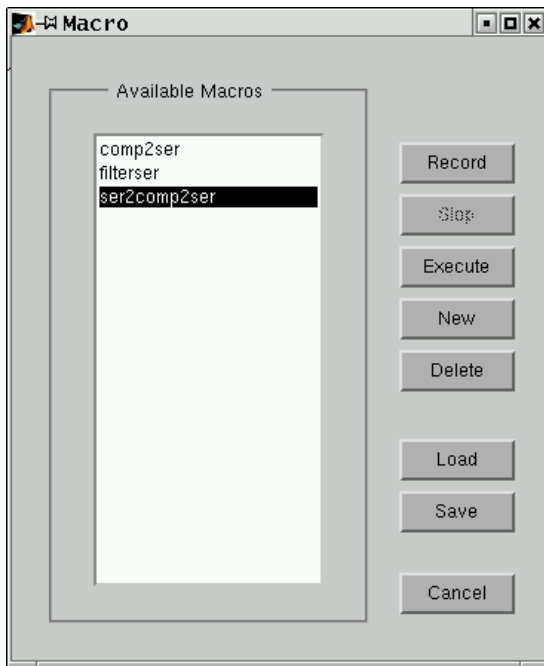 Macro
Available Macros
comp2ser
filterser
ser2comp2ser
Record
Stop
Execute
New
Delete
Load
Save
Cancel